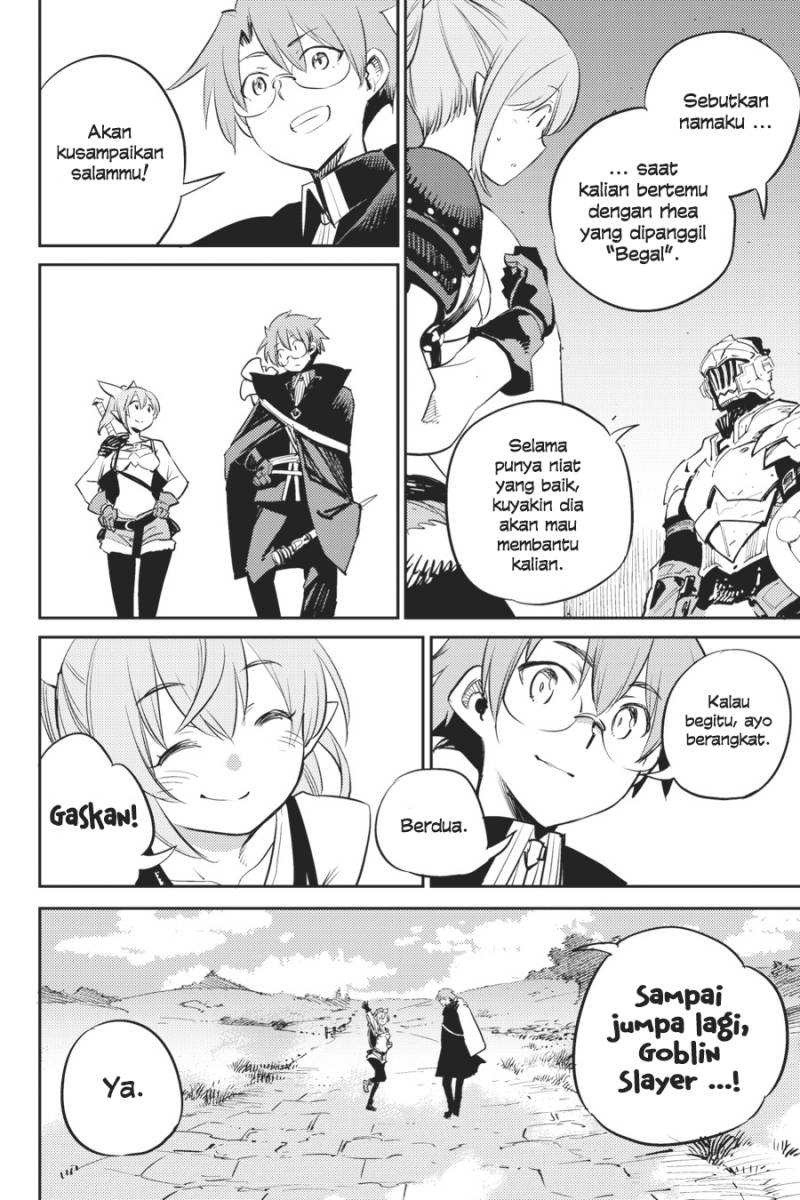 Sebutkan
namaku ...
... saat
kalian bertemu
dengan rhea
yang dipanggil
"Begal".
Selama
punya niat
yang baik,
kuyakin dia
akan mau
membantu
kalian.
Akan
kusampaikan
salammu!
Kalau
begitu, ayo
berangkat.
Berdua.
Gaskan!
Sampai
jumpa lagi,
Goblin
Slayer ...!
Ya.